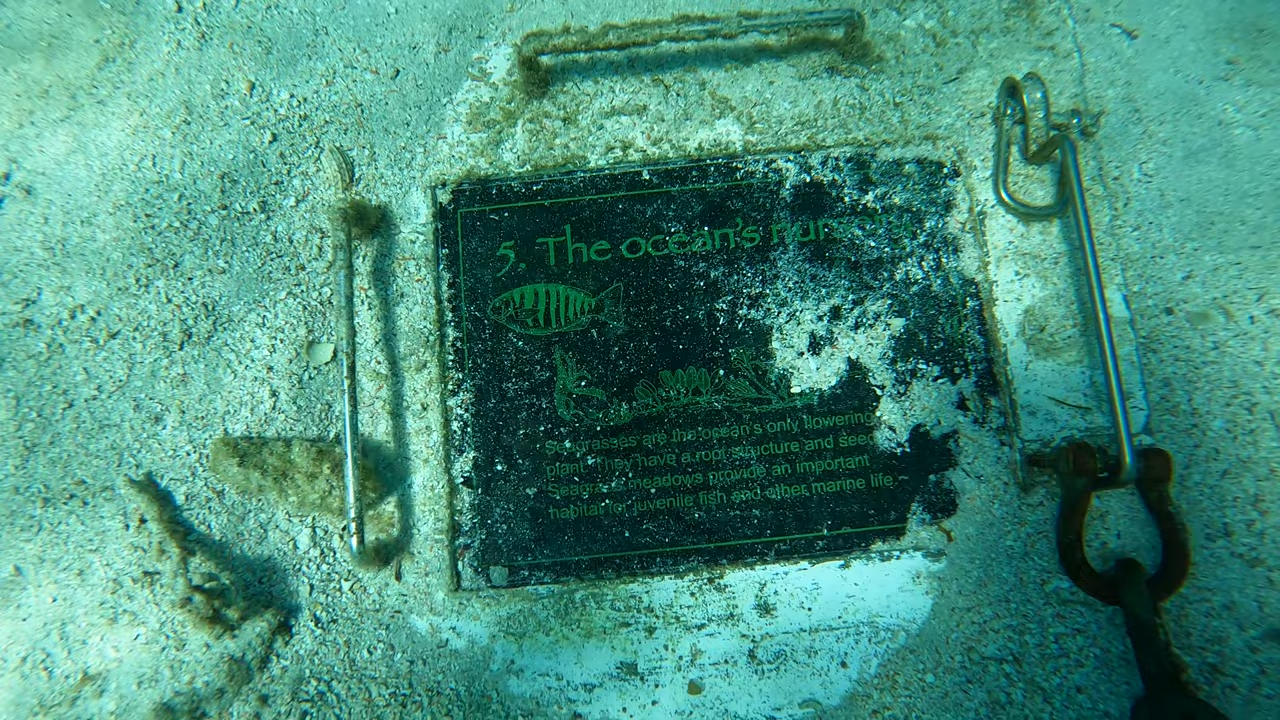 5. The ocean's nursery
Seagrasses are the ocean's only flowering
plant. They have a root structure and seed
Seagrass meadows provide an important
habitat for juvenile fish and other marine life.